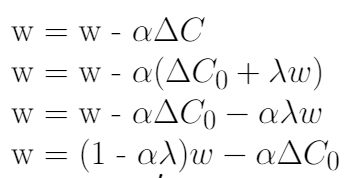 w = w - αΔC
w = w - α(ΔC₀ + λw)
w = w - αΔC₀ − αλw
w = (1 - αλ)w − αΔC₀